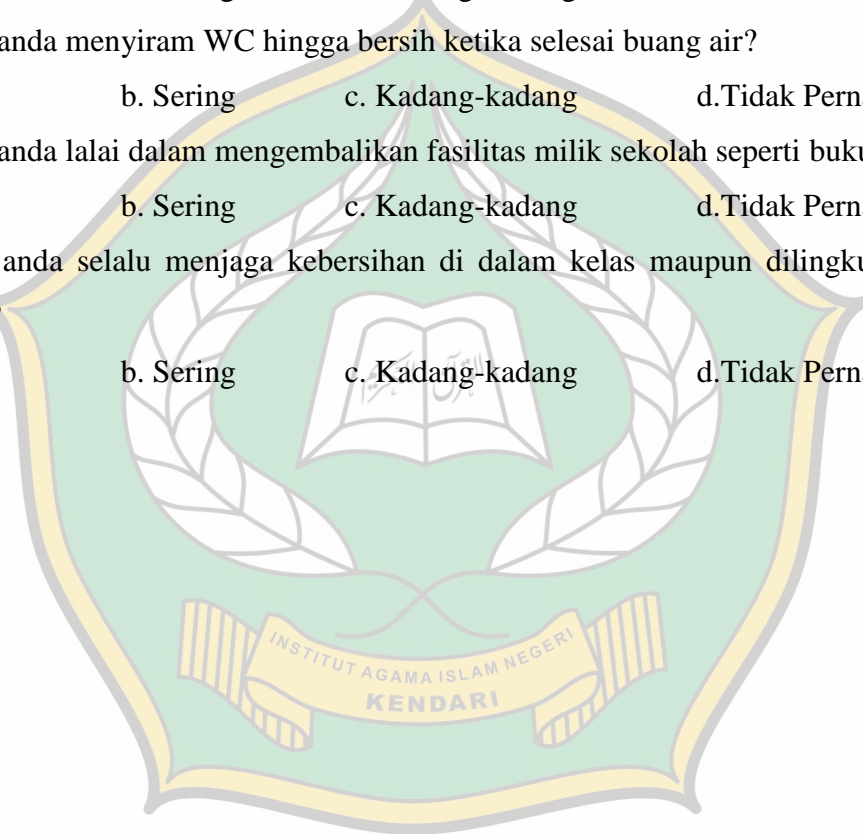 anda menyiram WC hingga bersih ketika selesai buang air?
b. Sering c. Kadang-kadang d.Tidak Pern
anda lalai dalam mengembalikan fasilitas milik sekolah seperti buku
b. Sering c. Kadang-kadang d.Tidak Pern
anda selalu menjaga kebersihan di dalam kelas maupun dilingku
b. Sering c. Kadang-kadang d.Tidak Pern
INSTITUT AGAMA ISLAM NEGERI
KENDARI